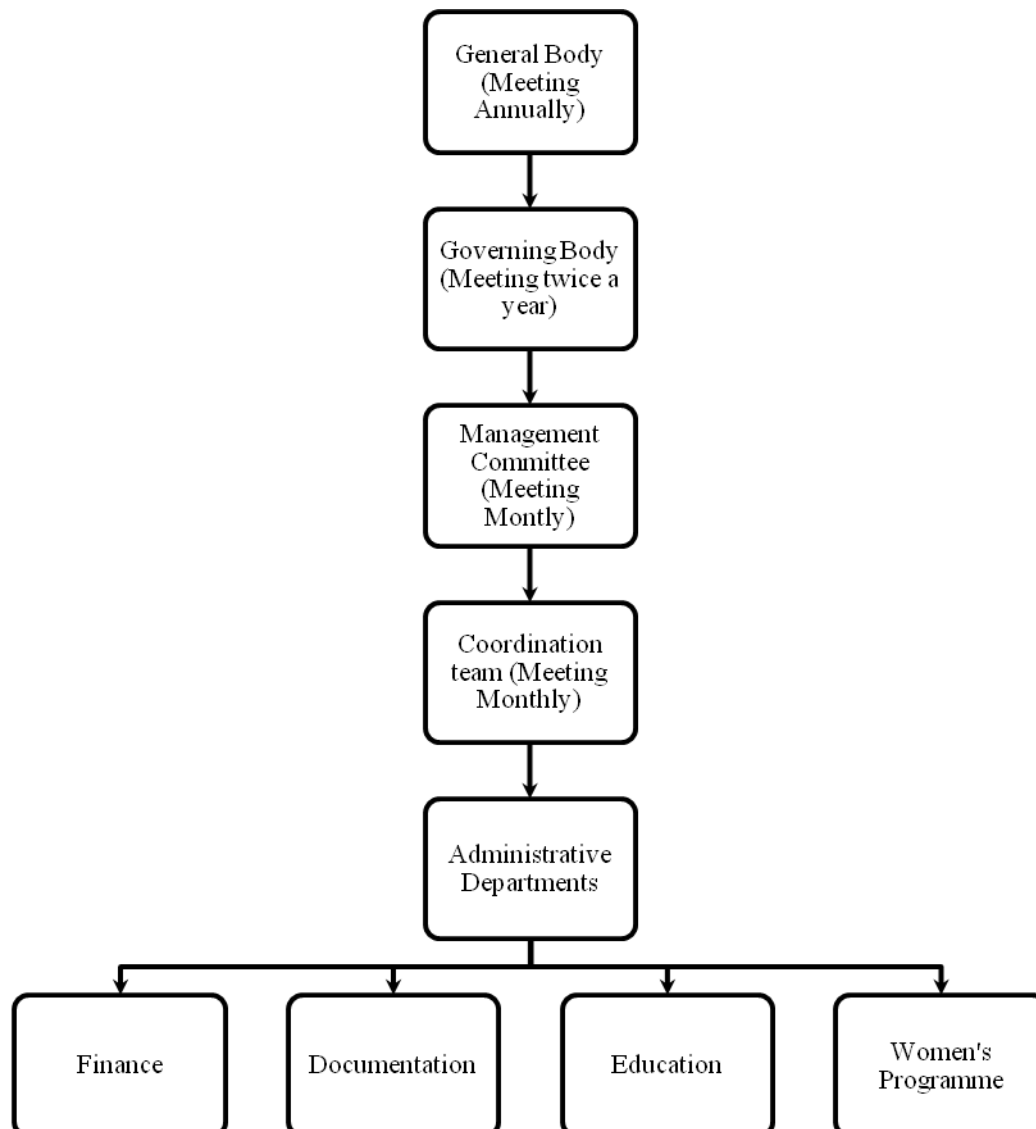 General Body
(Meeting
Annually)
Governing Body
(Meeting twice a
year)
Management
Committee
(Meeting
Montly)
Coordination
team (Meeting
Monthly)
Administrative
Departments
Finance
Documentation
Education
Women's
Programme